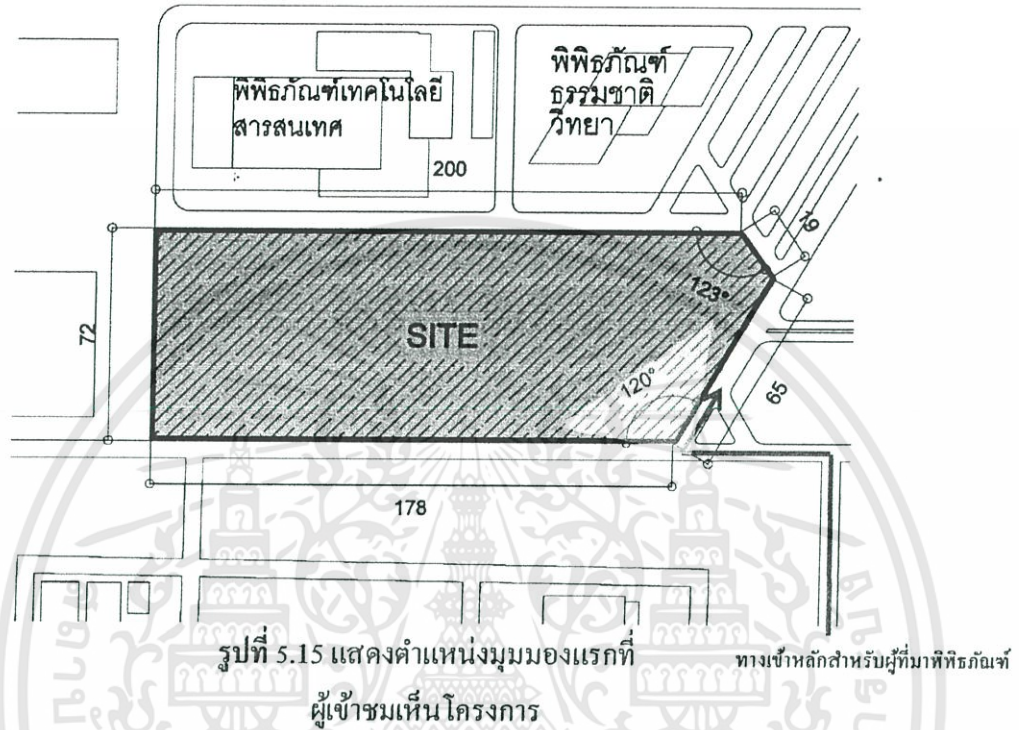 พิพิธภัณฑ์เทคโนโลยี
สารสนเทศ
พิพิธภัณฑ์
ธรรมชาติ
วิทยา
200
19
123°
72
SITE
120°
65
178
รูปที่ 5.15 แสดงตำแหน่งมุมมองแรกที่
ผู้เข้าชมเห็นโครงการ
ทางเข้าหลักสำหรับผู้ที่มาพิพิธภัณฑ์